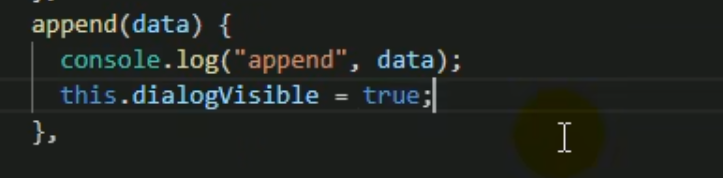 append(data) {
console.log("append", data);
this.dialogVisible = true;
},